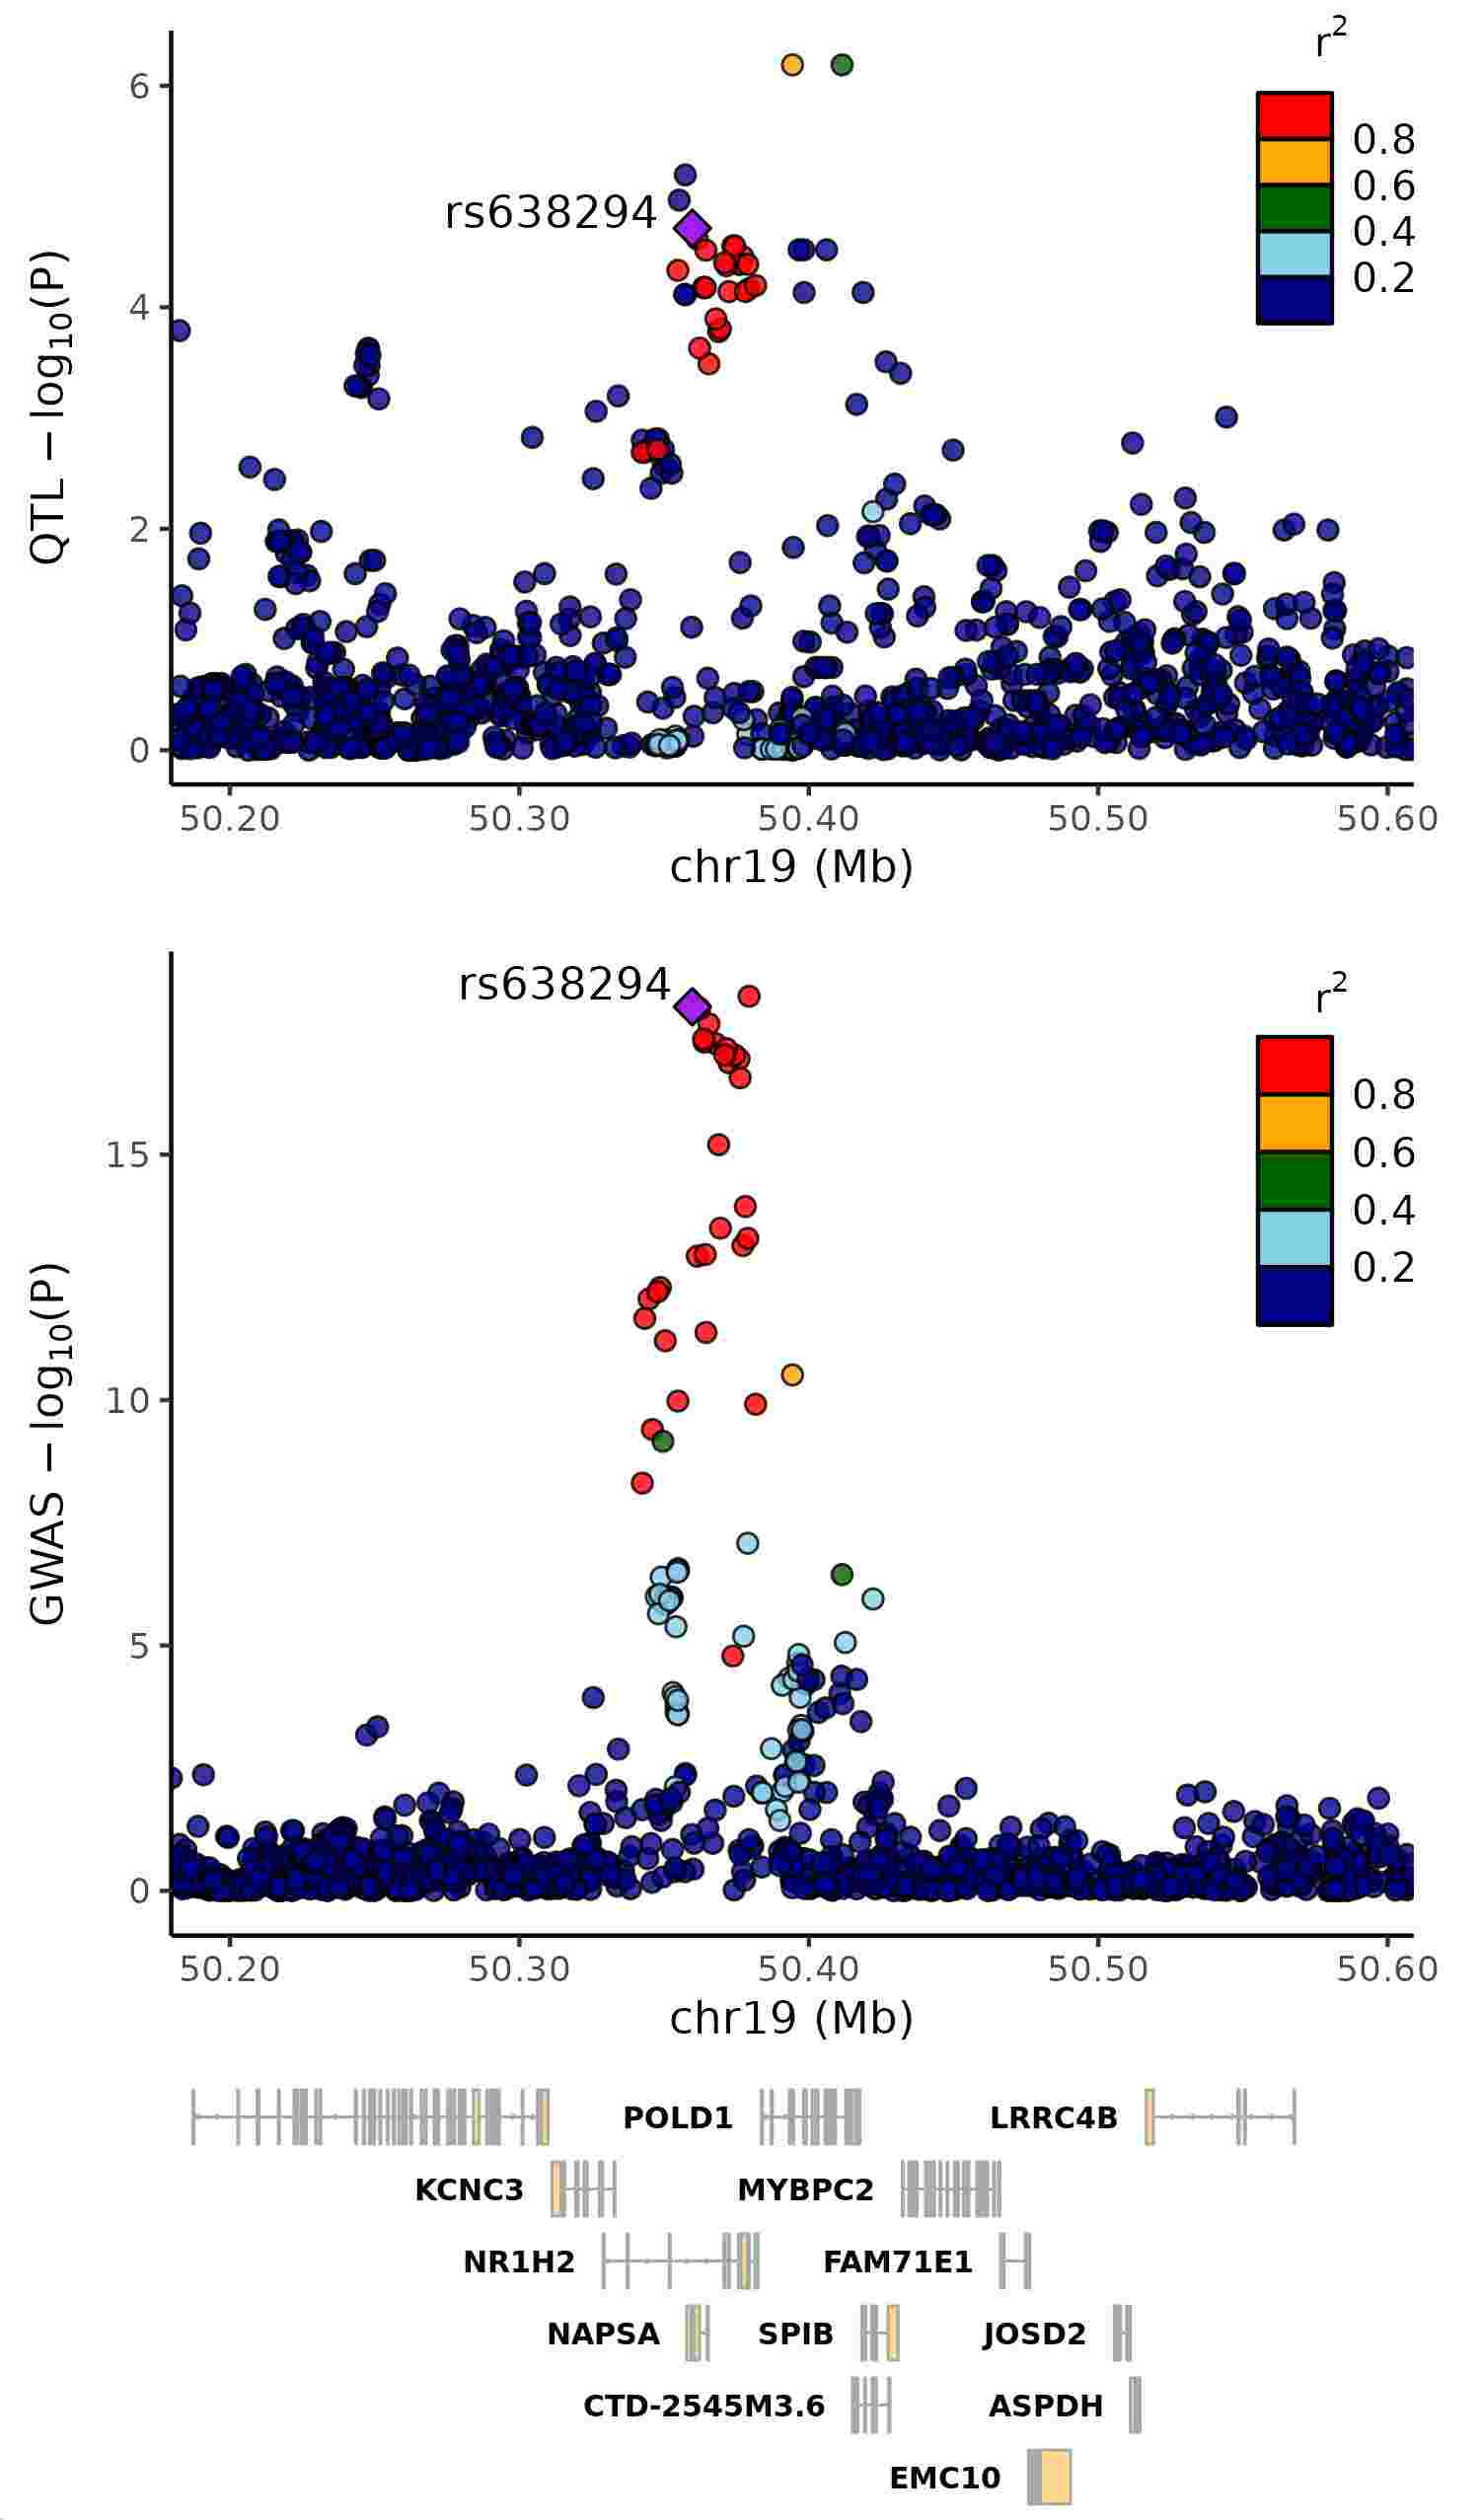 r²
6
4
2
0
QTL − log₁₀(P)
rs638294
0.8
0.6
0.4
0.2
50.20 50.30 50.40 50.50 50.60
chr19 (Mb)
r²
15
10
5
0
GWAS − log₁₀(P)
rs638294
0.8
0.6
0.4
0.2
50.20 50.30 50.40 50.50 50.60
chr19 (Mb)
POLD1 LRRC4B
KCNC3 MYBPC2
NR1H2 FAM71E1
NAPSA SPIB JOSD2
CTD-2545M3.6 ASPDH
EMC10